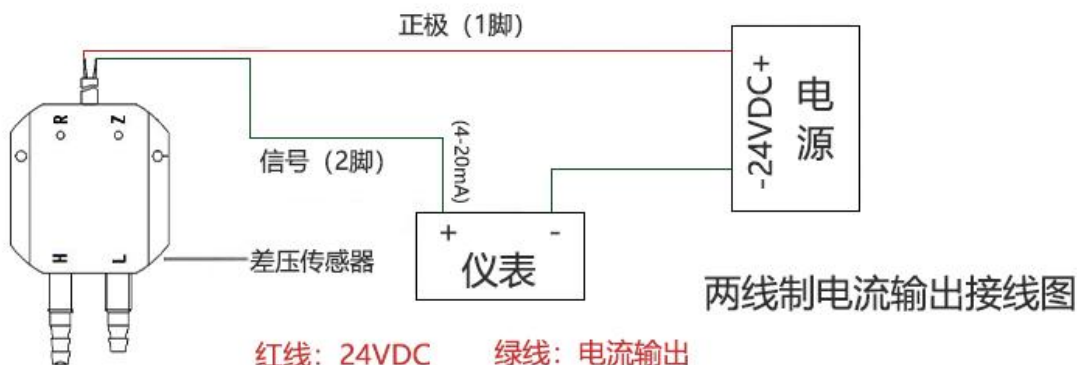 正极（1脚）
-24VDC+
电源
R Z
(4-20mA)
信号（2脚）
+ -
仪表
H L
差压传感器
两线制电流输出接线图
红线：24VDC 绿线：电流输出